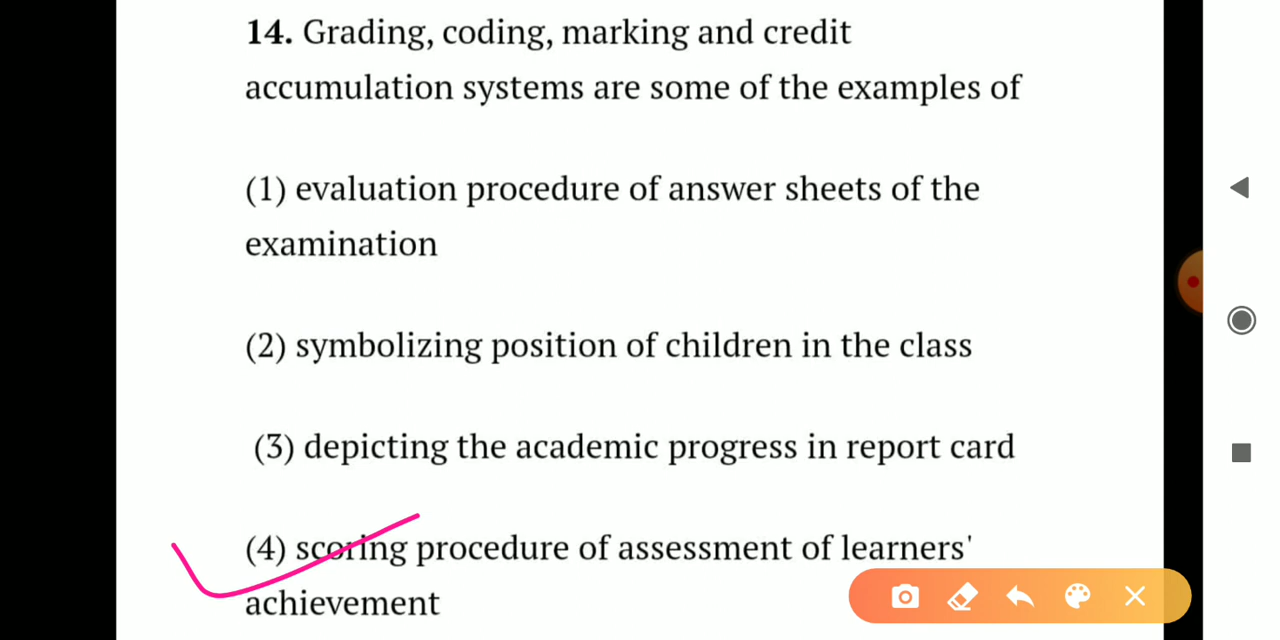 14. Grading, coding, marking and credit
accumulation systems are some of the examples of
(1) evaluation procedure of answer sheets of the
examination
(2) symbolizing position of children in the class
(3) depicting the academic progress in report card
(4) scoring procedure of assessment of learners'
achievement